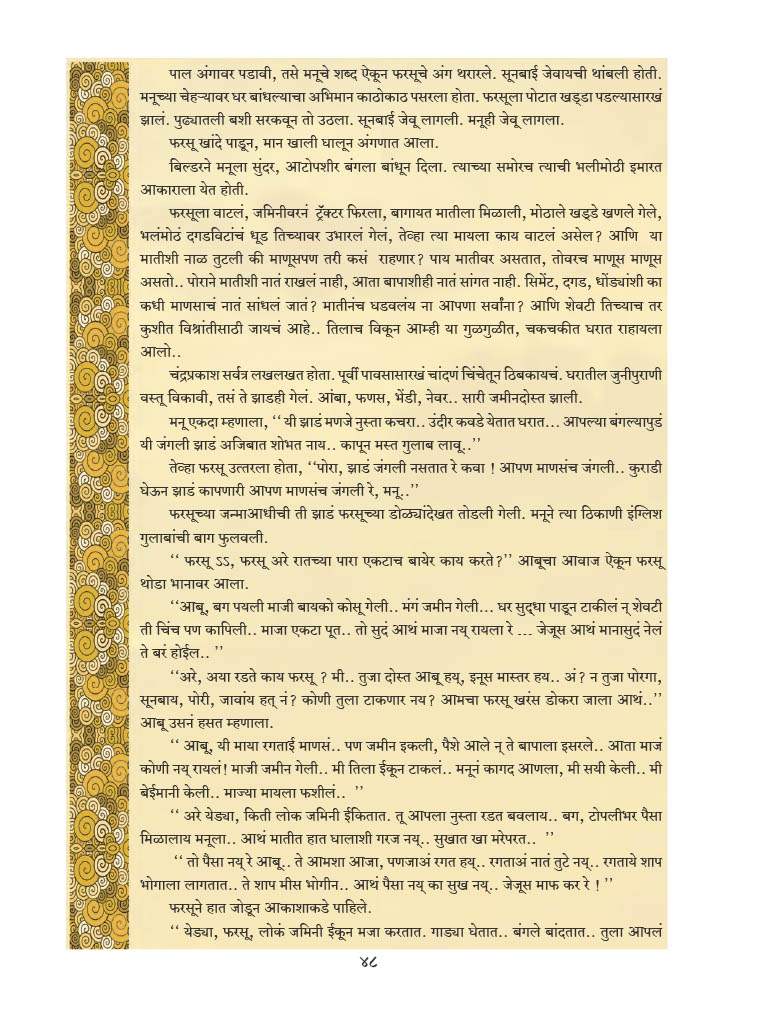 पाल अंगावर पडावी, तसे मनूचे शब्द ऐकून फरसूचे अंग थरारले. सूनबाई जेवायची थांबली होती.
मनूच्या चेहऱ्यावर घर बांधल्याचा अभिमान काठोकाठ पसरला होता. फरसूला पोटात खड्डा पडल्यासारखं
झालं. पुढ्यातली बशी सरकवून तो उठला. सूनबाई जेवू लागली. मनूही जेवू लागला.
फरसू खांदे पाडून, मान खाली घालून अंगणात आला.
बिल्डरने मनूला सुंदर, आटोपशीर बंगला बांधून दिला. त्याच्या समोरच त्याची भलीमोठी इमारत
आकाराला येत होती.
फरसूला वाटलं, जमिनीवरनं ट्रॅक्टर फिरला, बागायत मातीला मिळाली, मोठाले खड्डे खणले गेले,
भलंमोठं दगडविटांचं धूड तिच्यावर उभारलं गेलं, तेव्हा त्या मायला काय वाटलं असेल? आणि या
मातीशी नाळ तुटली की माणूसपण तरी कसं राहणार? पाय मातीवर असतात, तोवरच माणूस माणूस
असतो.. पोराने मातीशी नातं राखलं नाही, आता बापाशीही नातं सांगत नाही. सिमेंट, दगड, धोंड्यांशी का
कधी माणसाचं नातं सांधलं जातं? मातीनंच घडवलंय ना आपणा सर्वांना? आणि शेवटी तिच्याच तर
कुशीत विश्रांतीसाठी जायचं आहे.. तिलाच विकून आम्ही या गुळगुळीत, चकचकीत घरात राहायला
आलो..
चंद्रप्रकाश सर्वत्र लखलखत होता. पूर्वी पावसासारखं चांदणं चिंचेतून ठिबकायचं. घरातील जुनीपुराणी
वस्तू विकावी, तसं ते झाडही गेलं. आंबा, फणस, भेंडी, नेवर.. सारी जमीनदोस्त झाली.
मनू एकदा म्हणाला, ‘‘ यी झाडं मणजे नुस्ता कचरा.. उंदीर कवडे येतात घरात... आपल्या बंगल्यापुडं
यी जंगली झाडं अजिबात शोभत नाय.. कापून मस्त गुलाब लावू..’’
तेव्हा फरसू उत्तरला होता, ‘‘पोरा, झाडं जंगली नसतात रे कवा ! आपण माणसंच जंगली.. कुराडी
घेऊन झाडं कापणारी आपण माणसंच जंगली रे, मनू..’’
फरसूच्या जन्माआधीची ती झाडं फरसूच्या डोळ्यांदेखत तोडली गेली. मनूने त्या ठिकाणी इंग्लिश
गुलाबांची बाग फुलवली.
‘‘ फरसू ऽऽ, फरसू अरे रातच्या पारा एकटाच बायेर काय करते?’’ आबूचा आवाज ऐकून फरसू
थोडा भानावर आला.
‘‘आबू, बग पयली माजी बायको कोसू गेली.. मंगं जमीन गेली... घर सुद्धा पाडून टाकीलं न् शेवटी
ती चिंच पण कापिली.. माजा एकटा पूत.. तो सुदं आथं माजा नय् रायला रे ... जेजूस आथं मानासुदं नेलं
ते बरं होईल.. ’’
‘‘अरे, अया रडते काय फरसू ? मी.. तुजा दोस्त आबू हय्, इनूस मास्तर हय.. अं? न तुजा पोरगा,
सूनबाय, पोरी, जावांय हत् नं? कोणी तुला टाकणार नय? आमचा फरसू खरंस डोकरा जाला आथं..’’
आबू उसनं हसत म्हणाला.
‘‘ आबू, यी माया रगताई माणसं.. पण जमीन इकली, पैशे आले न् ते बापाला इसरले.. आता माजं
कोणी नय् रायलं! माजी जमीन गेली.. मी तिला ईकून टाकलं.. मनूनं कागद आणला, मी सयी केली.. मी
बेईमानी केली.. माज्या मायला फशीलं.. ’’
‘‘ अरे येड्या, किती लोक जमिनी ईकितात. तू आपला नुस्ता रडत बवलाय.. बग, टोपलीभर पैसा
मिळालाय मनूला.. आथं मातीत हात घालाशी गरज नय्.. सुखात खा मरेपरत.. ’’
‘‘ तो पैसा नय् रे आबू.. ते आमशा आजा, पणजाअं रगत हय्.. रगताअं नातं तुटे नय्.. रगताये शाप
भोगाला लागतात.. ते शाप मीस भोगीन.. आथं पैसा नय् का सुख नय्.. जेजूस माफ कर रे ! ’’
फरसूने हात जोडून आकाशाकडे पाहिले.
‘‘ येड्या, फरसू, लोकं जमिनी ईकून मजा करतात. गाड्या घेतात.. बंगले बांदतात.. तुला आपलं
४८